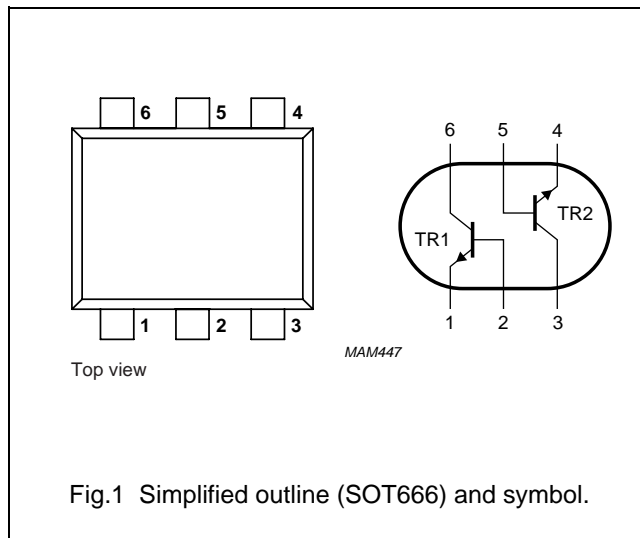 6 5 4
1 2 3
Top view
6 5 4
TR1 TR2
1 2 3
MAM447
Fig.1 Simplified outline (SOT666) and symbol.